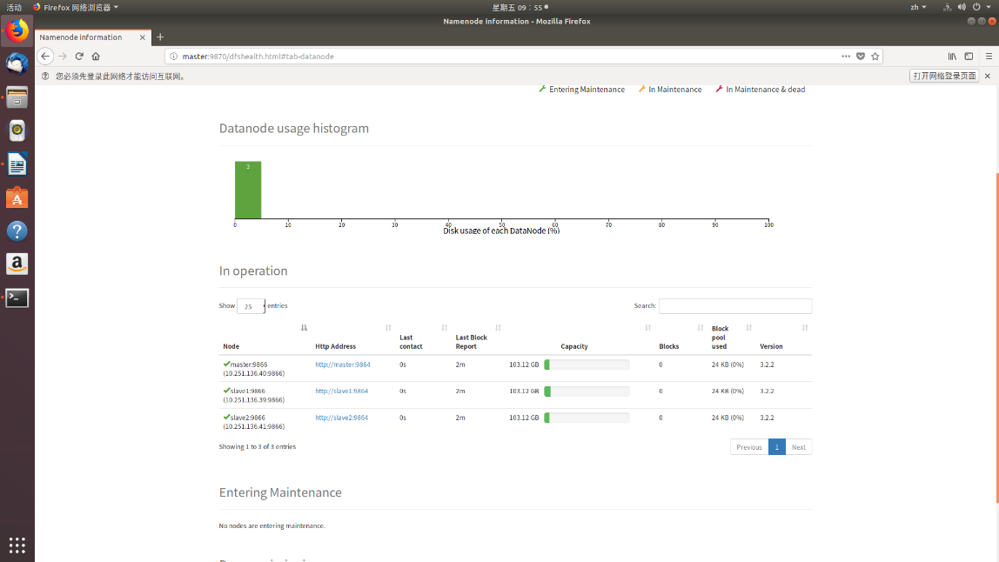 活动 Firefox 网络浏览器 星期五 09：55 zh
Namenode information - Mozilla Firefox
Namenode information
master:9870/dfshealth.html#tab-datanode
您必须先登录此网络才能访问互联网。 打开网络登录页面
Entering Maintenance In Maintenance In Maintenance & dead
Datanode usage histogram
3
0 10 20 30 40 50 60 70 80 90 100
Disk usage of each DataNode (%)
In operation
Show 25 entries Search:
Node Http Address Last contact Last Block Report Capacity Blocks Block pool used Version
master:9866 http://master:9864 0s 2m 103.12 GB 0 24 KB (0%) 3.2.2
(10.251.136.40:9866)
slave1:9866 http://slave1:9864 0s 2m 103.12 GB 0 24 KB (0%) 3.2.2
(10.251.136.39:9866)
slave2:9866 http://slave2:9864 0s 2m 103.12 GB 0 24 KB (0%) 3.2.2
(10.251.136.41:9866)
Showing 1 to 3 of 3 entries Previous 1 Next
Entering Maintenance
No nodes are entering maintenance.